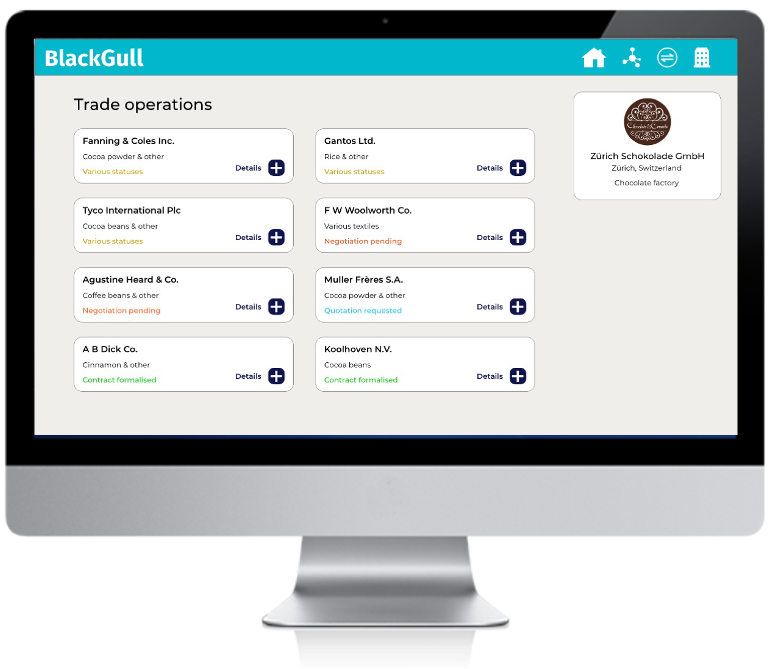 BlackGull
Trade operations
Fanning & Coles Inc.
Cocoa powder & other
Various statuses
Details
Gantos Ltd.
Rice & other
Various statuses
Details
Tyco International Plc
Cocoa beans & other
Various statuses
Details
F W Woolworth Co.
Various textiles
Negotiation pending
Details
Agustine Heard & Co.
Coffee beans & other
Negotiation pending
Details
Muller Frères S.A.
Cocoa powder & other
Quotation requested
Details
A B Dick Co.
Cinnamon & other
Contract formalised
Details
Koolhoven N.V.
Cocoa beans
Contract formalised
Details
Zürich Schokolade GmbH
Zürich, Switzerland
Chocolate factory